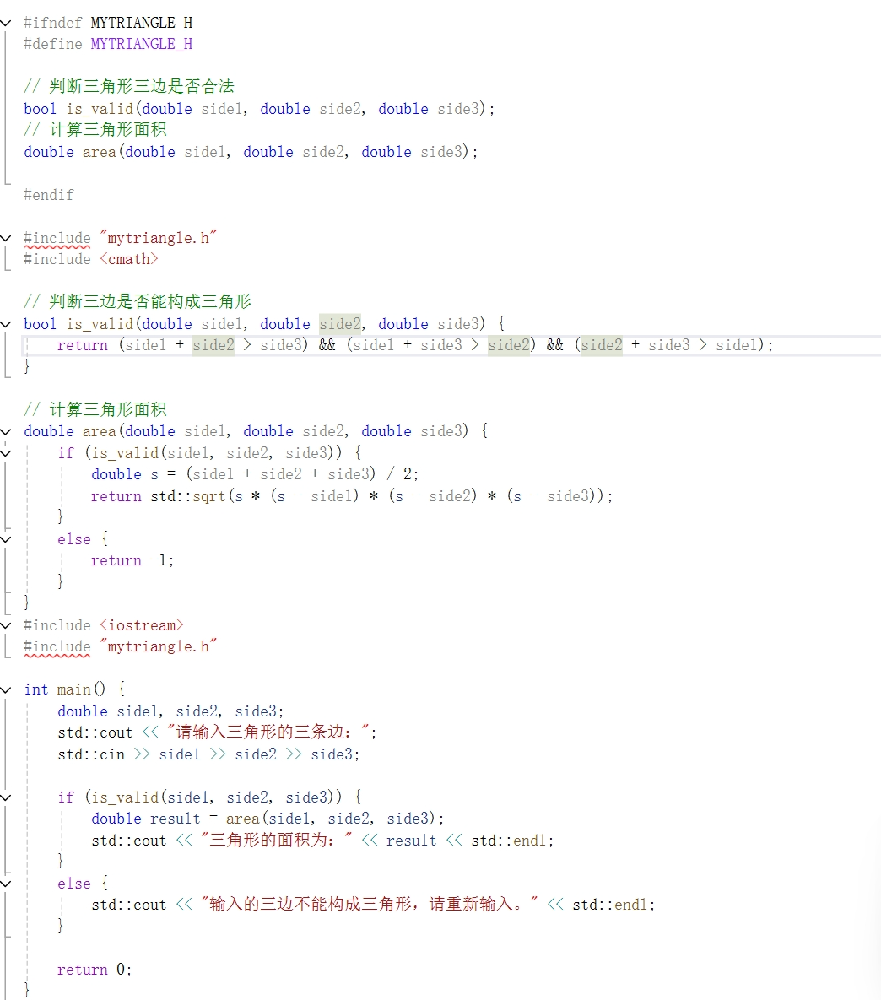 #ifndef MYTRIANGLE_H
#define MYTRIANGLE_H
// 判断三角形三边是否合法
bool is_valid(double side1, double side2, double side3);
// 计算三角形面积
double area(double side1, double side2, double side3);
#endif
#include "mytriangle.h"
#include <cmath>
// 判断三边是否能构成三角形
bool is_valid(double side1, double side2, double side3) {
return (side1 + side2 > side3) && (side1 + side3 > side2) && (side2 + side3 > side1);
}
// 计算三角形面积
double area(double side1, double side2, double side3) {
if (is_valid(side1, side2, side3)) {
double s = (side1 + side2 + side3) / 2;
return std::sqrt(s * (s - side1) * (s - side2) * (s - side3));
}
else {
return -1;
}
}
#include <iostream>
#include "mytriangle.h"
int main() {
double side1, side2, side3;
std::cout << "请输入三角形的三条边：";
std::cin >> side1 >> side2 >> side3;
if (is_valid(side1, side2, side3)) {
double result = area(side1, side2, side3);
std::cout << "三角形的面积为：" << result << std::endl;
}
else {
std::cout << "输入的三边不能构成三角形，请重新输入。" << std::endl;
}
return 0;
}